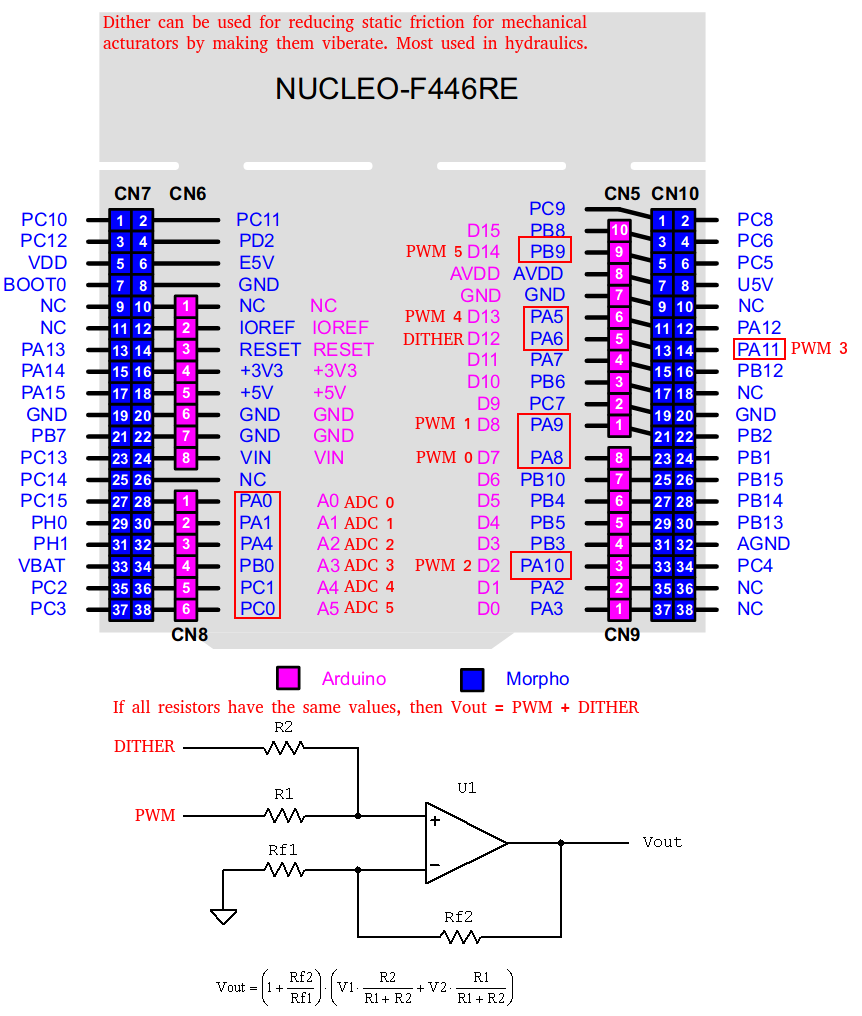 Dither can be used for reducing static friction for mechanical
acturators by making them viberate. Most used in hydraulics.
NUCLEO-F446RE
CN7 CN6 CN5 CN10
PC9
PC10 1 2 PC11 D15 PB8 10 1 2 PC8
PC12 3 4 PD2 PWM 5 D14 PB9 9 3 4 PC6
VDD 5 6 E5V AVDD AVDD 8 5 6 PC5
BOOT0 7 8 GND GND GND 7 7 8 U5V
NC 9 10 1 NC NC PWM 4 D13 PA5 6 9 10 NC
NC 11 12 2 IOREF IOREF DITHER D12 PA6 5 11 12 PA12
PA13 13 14 3 RESET RESET D11 PA7 4 13 14 PA11 PWM 3
PA14 15 16 4 +3V3 +3V3 D10 PB6 3 15 16 PB12
PA15 17 18 5 +5V +5V D9 PC7 2 17 18 NC
GND 19 20 6 GND GND PWM 1 D8 PA9 1 19 20 GND
PB7 21 22 7 GND GND 21 22 PB2
PC13 23 24 8 VIN VIN PWM 0 D7 PA8 8 23 24 PB1
PC14 25 26 NC D6 PB10 7 25 26 PB15
PC15 27 28 1 PA0 A0 ADC 0 D5 PB4 6 27 28 PB14
PH0 29 30 2 PA1 A1 ADC 1 D4 PB5 5 29 30 PB13
PH1 31 32 3 PA4 A2 ADC 2 D3 PB3 4 31 32 AGND
VBAT 33 34 4 PB0 A3 ADC 3 PWM 2 D2 PA10 3 33 34 PC4
PC2 35 36 5 PC1 A4 ADC 4 D1 PA2 2 35 36 NC
PC3 37 38 6 PC0 A5 ADC 5 D0 PA3 1 37 38 NC
CN8 CN9
Arduino Morpho
If all resistors have the same values, then Vout = PWM + DITHER
R2
DITHER
R1
U1
PWM
+
Rf1
Vout
−
Rf2
Vout = (1 + Rf2/Rf1) · (V1 · R2/(R1 + R2) + V2 · R1/(R1 + R2))